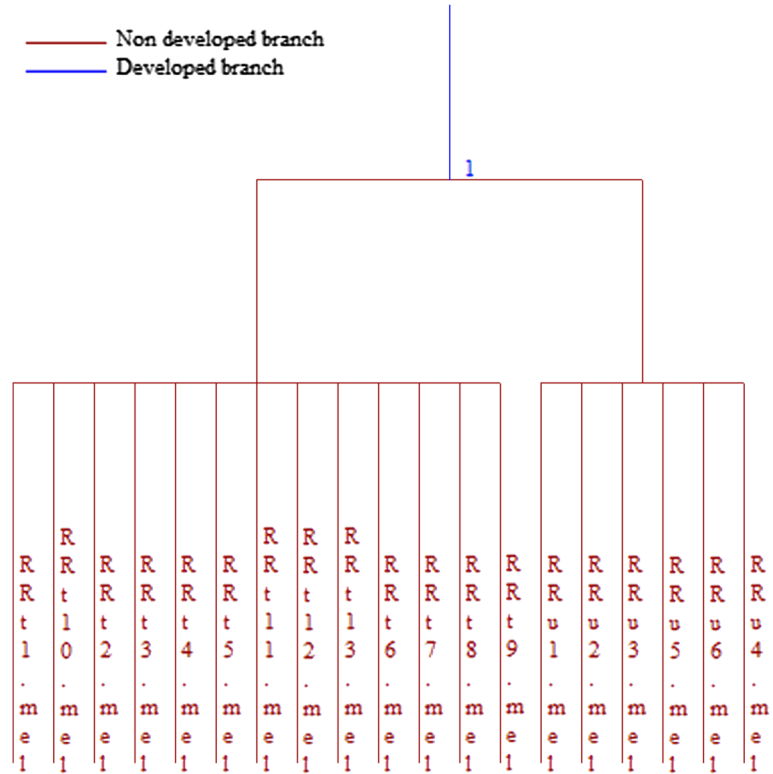 Non developed branch
Developed branch
1
RRt1.me1
RRt10.me1
RRt2.me1
RRt3.me1
RRt4.me1
RRt5.me1
RRt11.me1
RRt12.me1
RRt13.me1
RRt6.me1
RRt7.me1
RRt8.me1
RRt9.me1
RRu1.me1
RRu2.me1
RRu3.me1
RRu5.me1
RRu6.me1
RRu4.me1